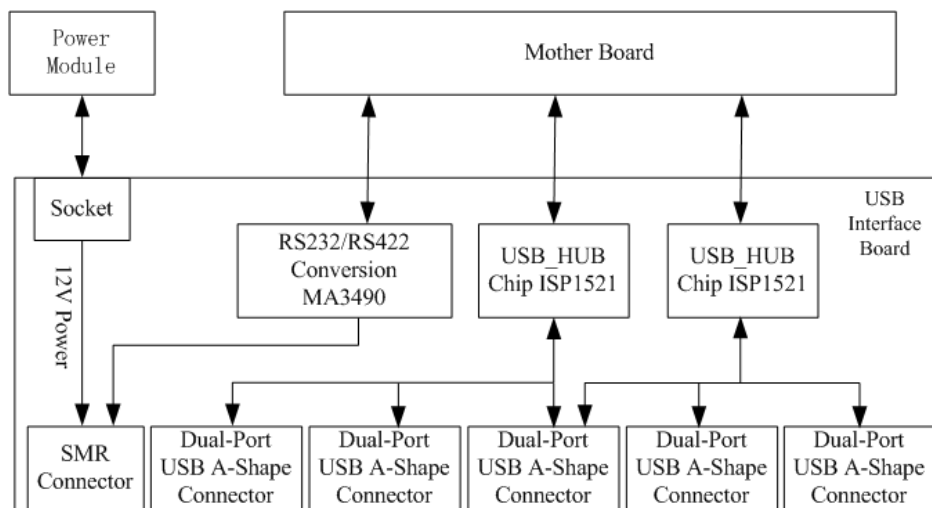 Power
Module
Mother Board
Socket
USB
Interface
Board
RS232/RS422
Conversion
MA3490
USB_HUB
Chip ISP1521
USB_HUB
Chip ISP1521
12V Power
SMR
Connector
Dual-Port
USB A-Shape
Connector
Dual-Port
USB A-Shape
Connector
Dual-Port
USB A-Shape
Connector
Dual-Port
USB A-Shape
Connector
Dual-Port
USB A-Shape
Connector